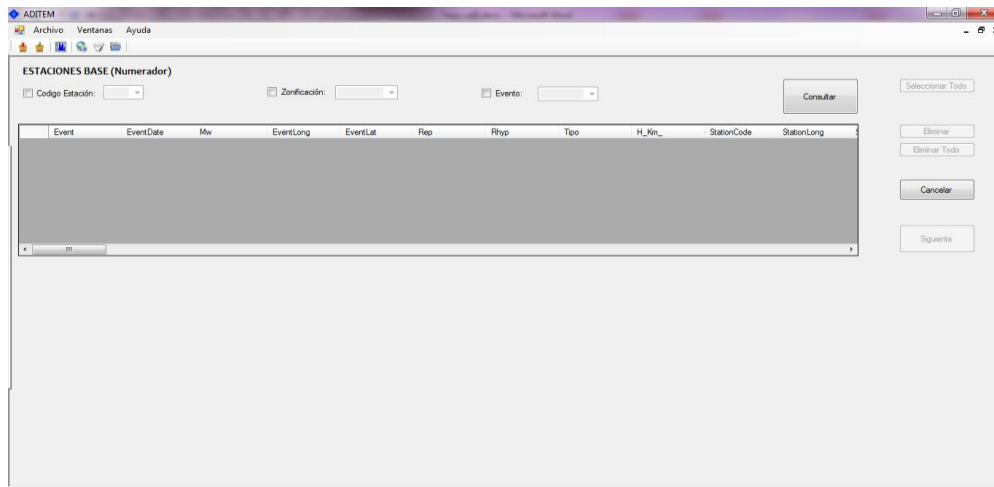 ADITEM
Archivo Ventanas Ayuda
ESTACIONES BASE (Numerador)
Codigo Estación: Zonificación: Evento:
Consultar
Seleccionar Todo
Event EventDate Mw EventLong EventLat Rep Rhyp Tipo H_Km_ StationCode StationLong
Eliminar
Eliminar Todo
Cancelar
Siguiente